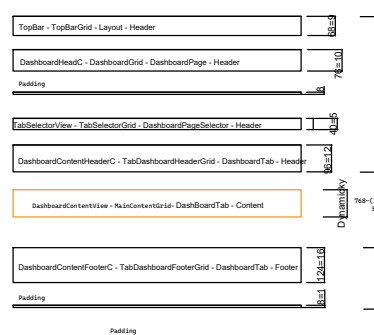 TopBar - TopBarGrid - Layout - Header
68=9
DashboardHeadC - DashboardGrid - DashboardPage - Header
76=10
Padding
8
TabSelectorView - TabSelectorGrid - DashboardPageSelector - Header
40=5
DashboardContentHeaderC - TabDashboardHeaderGrid - DashboardTab - Header
96=12
DashboardContentView - MainContentGrid- DashBoardTab - Content
Dynamicky
768-(
DashboardContentFooterC - TabDashboardFooterGrid - DashboardTab - Footer
124=16
Padding
8=1
Padding